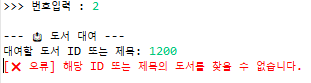 >>> 번호입력 : 2
--- 📖 도서 대여 ---
대여할 도서 ID 또는 제목: 1200
[❌ 오류] 해당 ID 또는 제목의 도서를 찾을 수 없습니다.